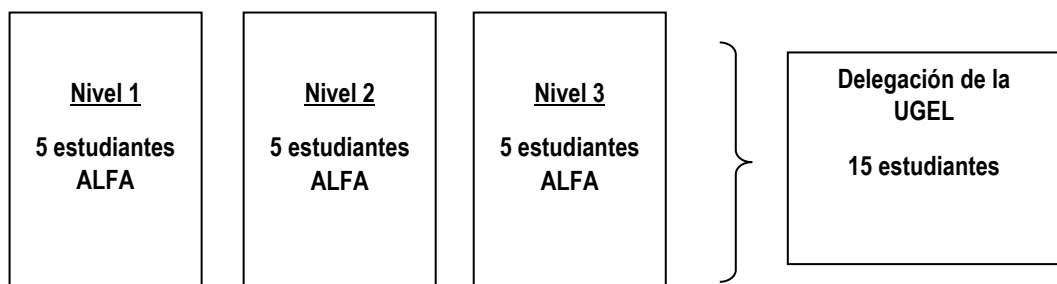 Nivel 1
5 estudiantes
ALFA
Nivel 2
5 estudiantes
ALFA
Nivel 3
5 estudiantes
ALFA
Delegación de la
UGEL
15 estudiantes